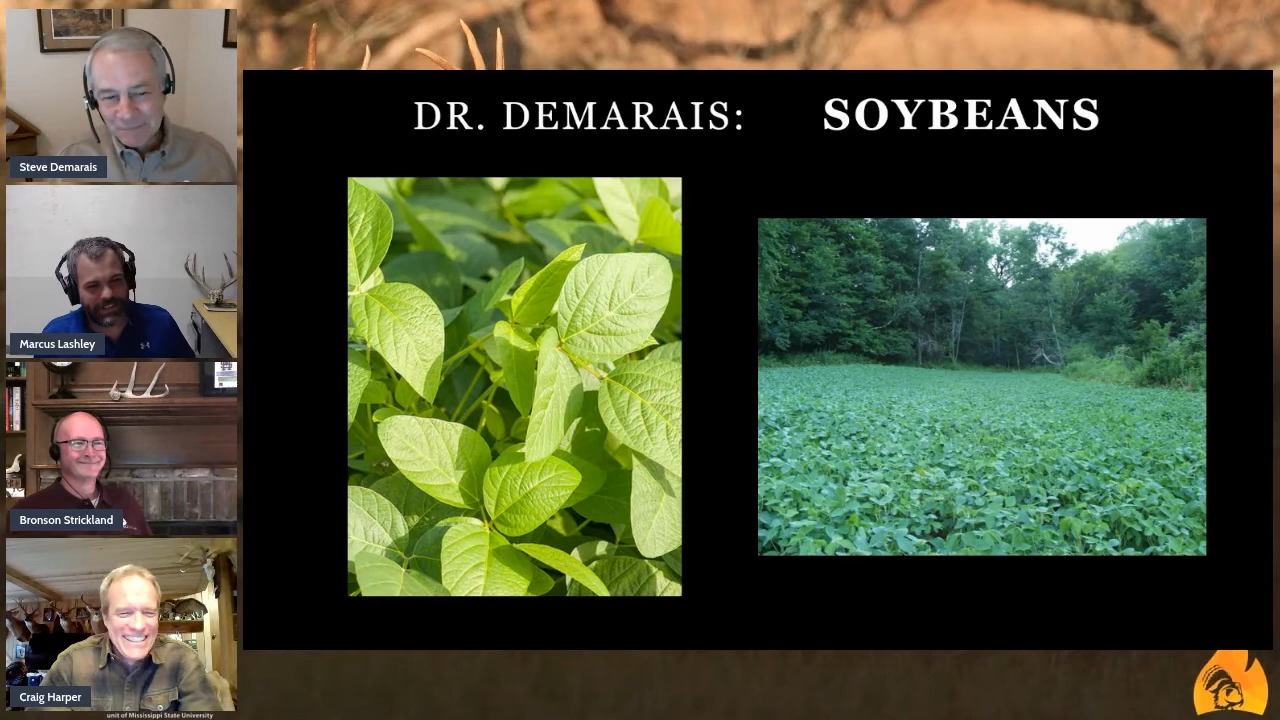 DR. DEMARAIS: SOYBEANS
Steve Demarais
Marcus Lashley
Bronson Strickland
Craig Harper
unit of Mississippi State University